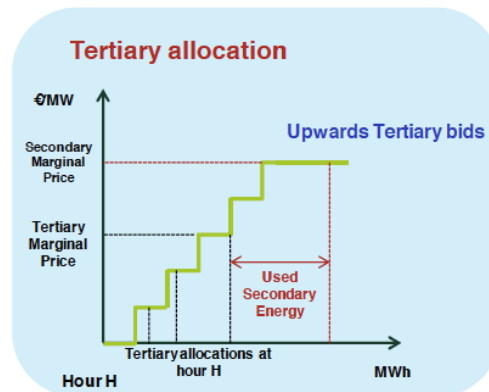 Tertiary allocation
€/MW
Upwards Tertiary bids
Secondary
Marginal
Price
Tertiary
Marginal
Price
Used
Secondary
Energy
Tertiary allocations at
hour H
MWh
Hour H